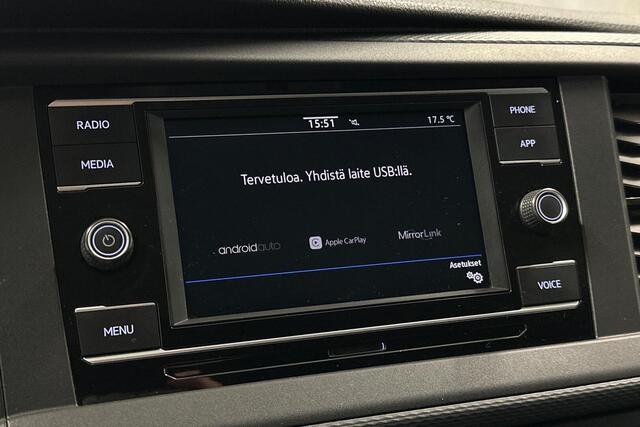 RADIO
MEDIA
MENU
15:51
17.5 °C
Tervetuloa. Yhdistä laite USB:llä.
androidauto
Apple CarPlay
MirrorLink
Asetukset
PHONE
APP
VOICE